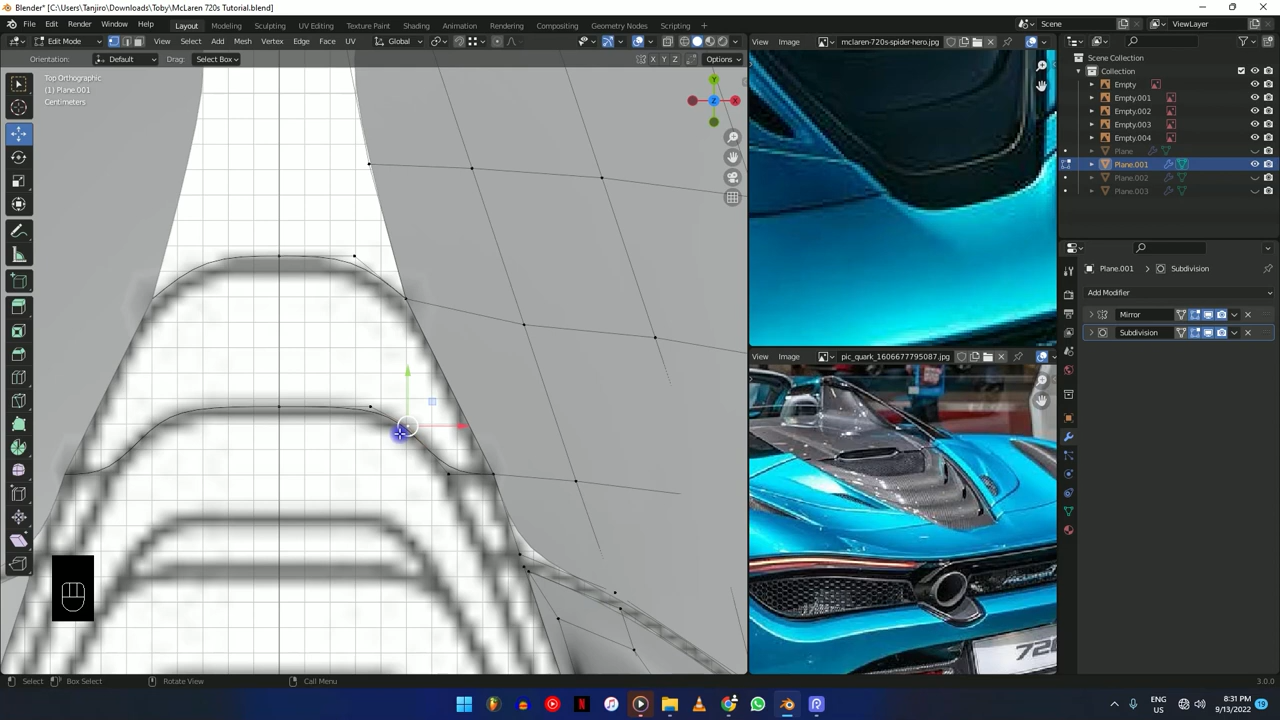 Blender* [C:\Users\Tanjiro\Downloads\Toby\McLaren 720s Tutorial.blend]
File Edit Render Window Help Layout Modeling Sculpting UV Editing Texture Paint Shading Animation Rendering Compositing Geometry Nodes Scripting + Scene ViewLayer
Edit Mode View Select Add Mesh Vertex Edge Face UV Global View Image mclaren-720s-spider-hero.jpg
Orientation: Default Drag: Select Box X Y Z Options Scene Collection
Top Orthographic
(1) Plane.001
Centimeters
Y
X
Z
Collection
Empty
Empty.001
Empty.002
Empty.003
Empty.004
Plane
Plane.001
Plane.002
Plane.003
Plane.001 Subdivision
Add Modifier
Mirror
Subdivision
View Image pic_quark_1606677795087.jpg
McLaren
720
Select Box Select Rotate View Call Menu 3.0.0
ENG
US
8:31 PM
9/13/2022
19